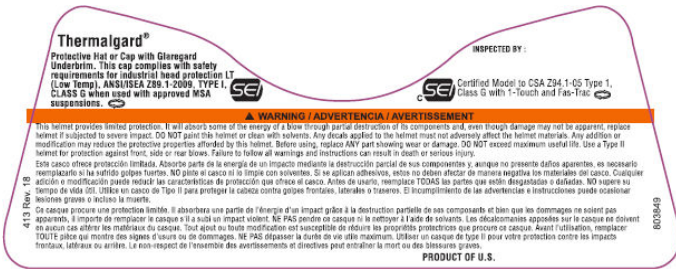 Thermalgard®
Protective Hat or Cap with Glaregard
Underbrim. This cap complies with safety
requirements for industrial head protection LT
(Low Temp), ANSI/ISEA Z89.1-2009, TYPE I,
CLASS G when used with approved MSA
suspensions.
SEI
INSPECTED BY :
C SEI
Certified Model to CSA Z94.1-05 Type 1,
Class G with 1-Touch and Fas-Trac
WARNING / ADVERTENCIA / AVERTISSEMENT
This helmet provides limited protection. It will absorb some of the energy of a blow through partial destruction of its components and, even though damage may not be apparent, replace
helmet if subjected to severe impact. DO NOT paint this helmet or clean with solvents. Any decals applied to the helmet must not adversely affect the helmet materials. Any addition or
modification may reduce the protective properties afforded by this helmet. Before using, replace ANY part showing wear or damage. DO NOT exceed maximum useful life. Use a Type II
helmet for protection against front, side or rear blows. Failure to follow all warnings and instructions can result in death or serious injury.
Este casco ofrece protección limitada. Absorbe parte de la energía de un impacto mediante la destrucción parcial de sus componentes y, aunque no presente daños aparentes, es necesario
reemplazarlo si ha sufrido golpes fuertes. NO pinte el casco ni lo limpie con solventes. Si se aplican adhesivos, estos no deben afectar de manera negativa los materiales del casco. Cualquier
adición o modificación puede reducir las características de protección que ofrece el casco. Antes de usarlo, reemplace TODAS las partes que estén desgastadas o dañadas. NO supere su
tiempo de vida útil. Utilice un casco de Tipo II para proteger la cabeza contra golpes frontales, laterales o traseros. El incumplimiento de las advertencias e instrucciones puede ocasionar
lesiones graves o incluso la muerte.
Ce casque procure une protection limitée. Il absorbera une partie de l'énergie d'un impact grâce à la destruction partielle de ses composants et bien que les dommages ne soient pas
apparents, il importe de remplacer le casque s'il a subi un impact violent. NE PAS peindre ce casque ni le nettoyer à l'aide de solvants. Les décalcomanies apposées sur le casque ne doivent
en aucun cas altérer les matériaux du casque. Tout ajout ou toute modification est susceptible de réduire les propriétés protectrices que procure ce casque. Avant l'utilisation, remplacer
TOUTE pièce qui montre des signes d'usure ou de dommages. NE PAS dépasser la durée de vie utile maximum. Utiliser un casque de type II pour votre protection contre les impacts
frontaux, latéraux ou arrière. Le non-respect de l'ensemble des avertissements et directives peut entraîner la mort ou des blessures graves.
PRODUCT OF U.S.
413 Rev. 18
803849